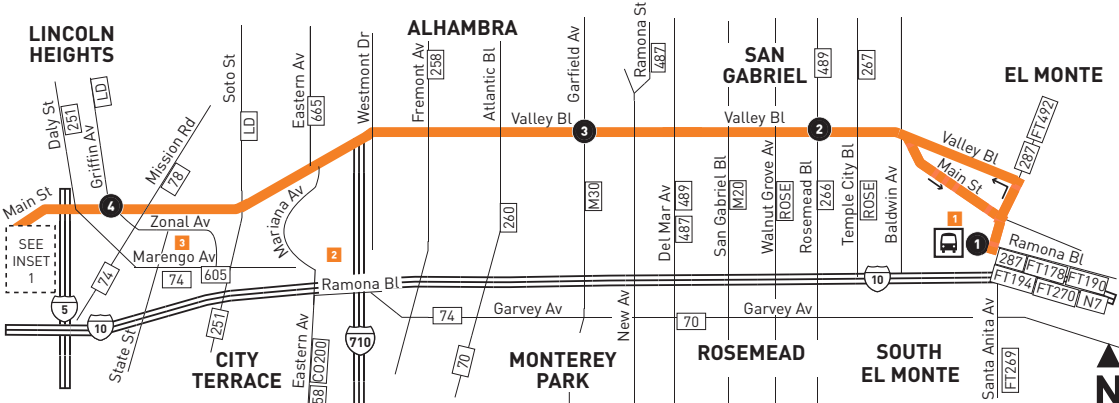 LINCOLN
HEIGHTS
ALHAMBRA
SAN
GABRIEL
EL MONTE
CITY
TERRACE
MONTEREY
PARK
ROSEMEAD
SOUTH
EL MONTE
Daly St
251
Griffin Av
LD
Mission Rd
78
Soto St
LD
Eastern Av
665
Westmont Dr
Fremont Av
258
Atlantic Bl
260
Garfield Av
M30
Ramona St
487
Del Mar Av
487
489
San Gabriel Bl
M20
Walnut Grove Av
ROSE
Rosemead Bl
489
266
Temple City Bl
267
ROSE
Baldwin Av
Valley Bl
3
Valley Bl
2
Valley Bl
Main St
287
FT492
1
1
Ramona Bl
287
FT178
FT190
FT194
FT270
N7
Main St
4
Zonal Av
3
Marengo Av
74
605
74
SEE
INSET
1
5
10
State St
251
Mariana Av
2
Ramona Bl
710
Eastern Av
58
CO200
74
Garvey Av
70
New Av
70
Garvey Av
10
Santa Anita Av
FT269
N